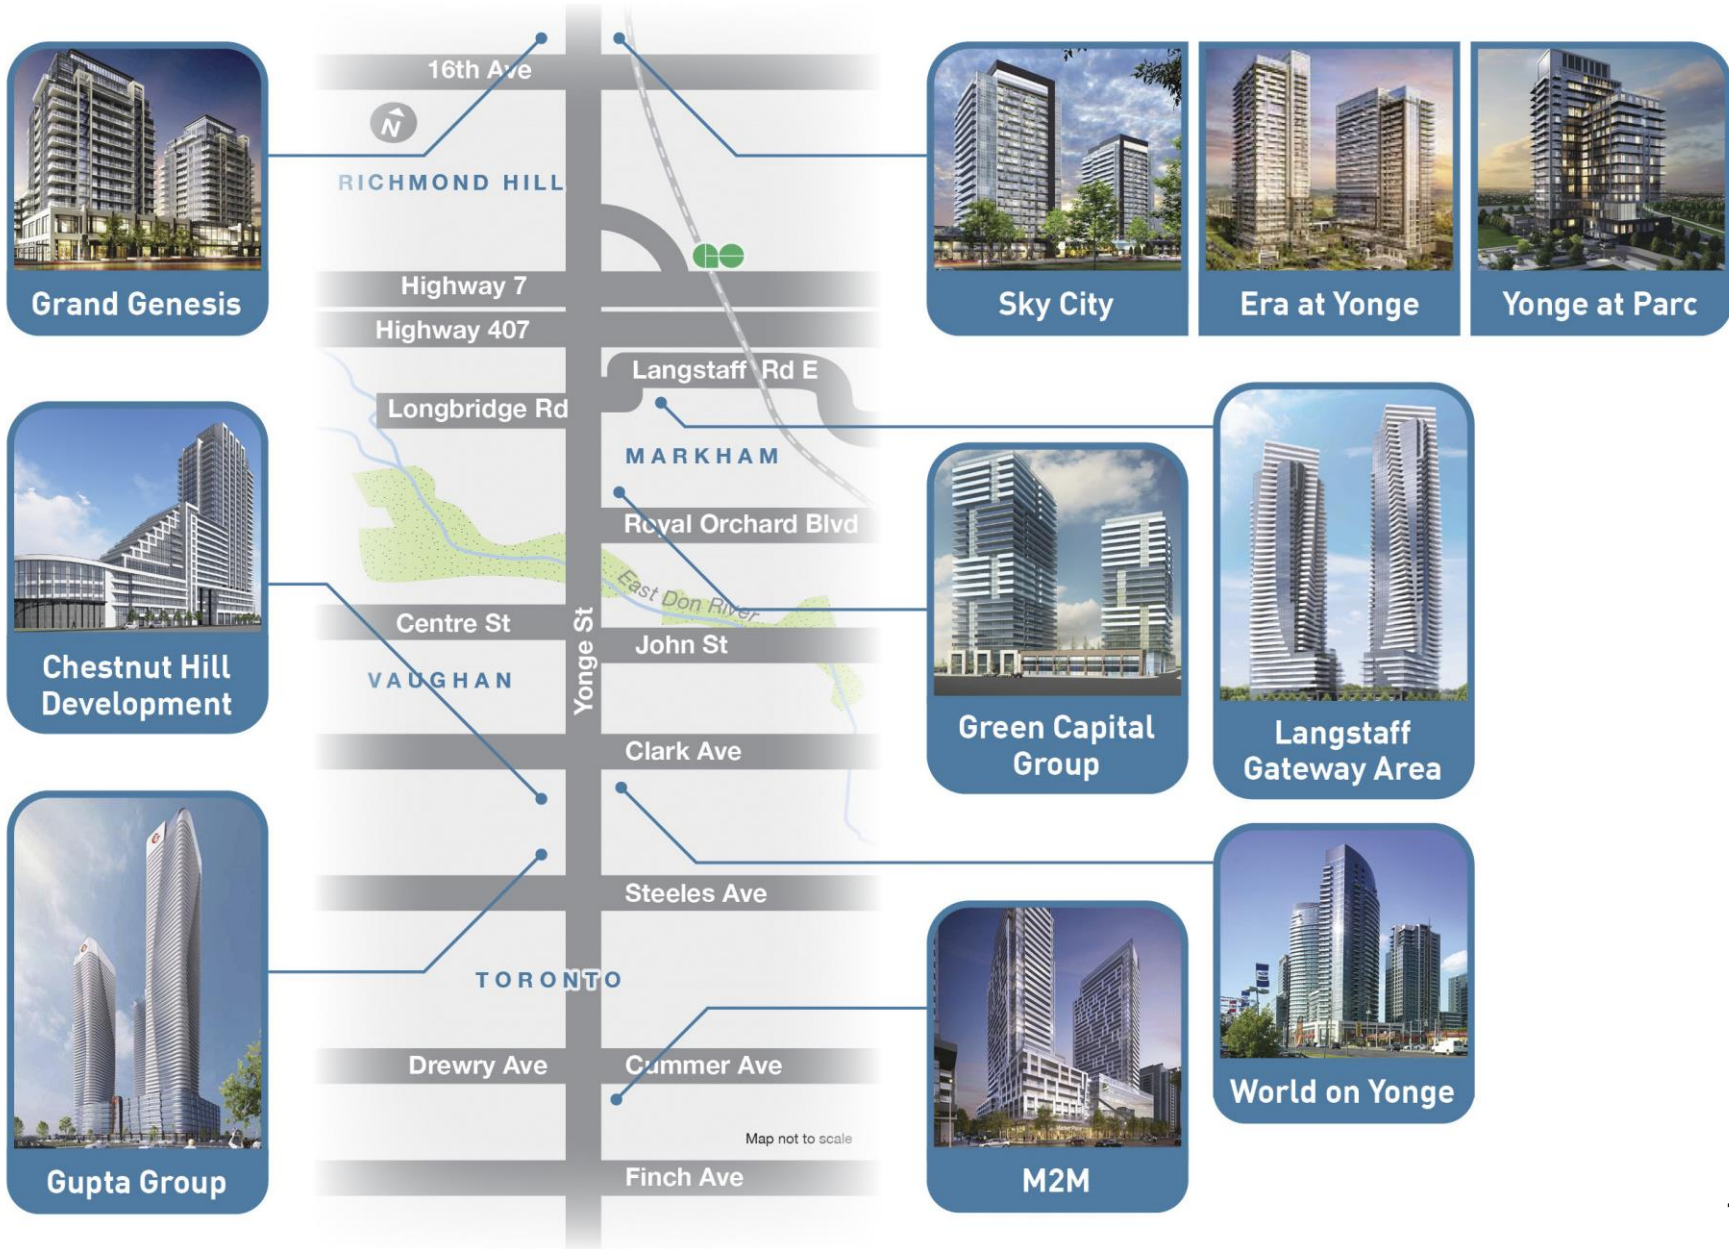 16th Ave
N
RICHMOND HILL
Grand Genesis
Sky City
Era at Yonge
Yonge at Parc
GO
Highway 7
Highway 407
Langstaff Rd E
Longbridge Rd
MARKHAM
Royal Orchard Blvd
East Don River
Centre St
John St
Yonge St
VAUGHAN
Chestnut Hill
Development
Green Capital
Group
Langstaff
Gateway Area
Clark Ave
Steeles Ave
TORONTO
Drewry Ave
Cummer Ave
World on Yonge
Map not to scale
Finch Ave
Gupta Group
M2M